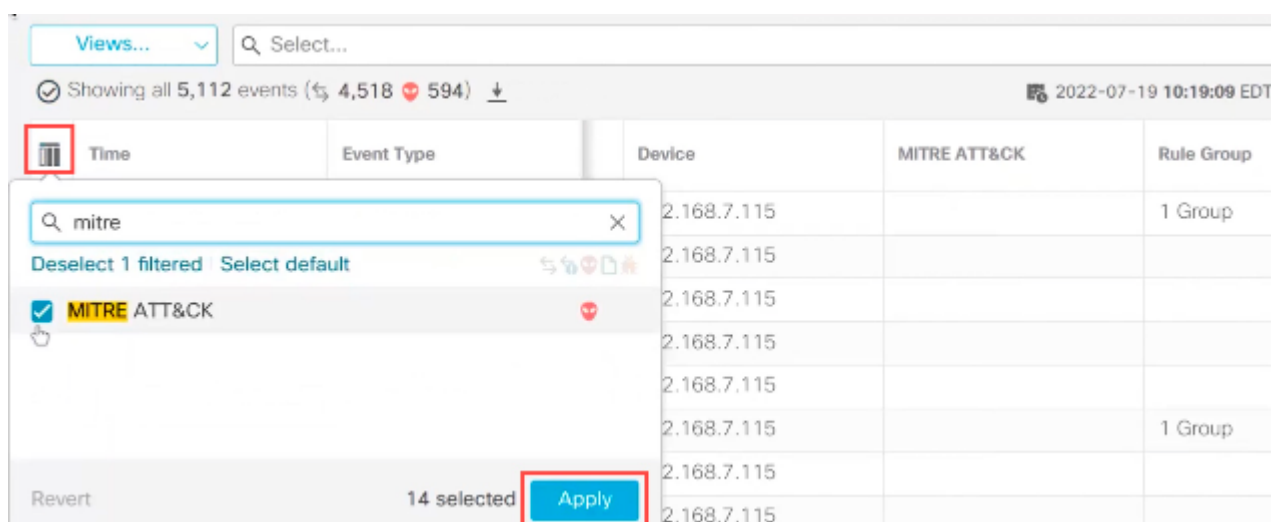 Views...
Select...
Showing all 5,112 events (4,518 594)
2022-07-19 10:19:09 EDT
Time Event Type Device MITRE ATT&CK Rule Group
mitre
2.168.7.115 1 Group
Deselect 1 filtered Select default
2.168.7.115
MITRE ATT&CK
2.168.7.115
2.168.7.115
2.168.7.115
2.168.7.115 1 Group
2.168.7.115
Revert 14 selected Apply
2.168.7.115